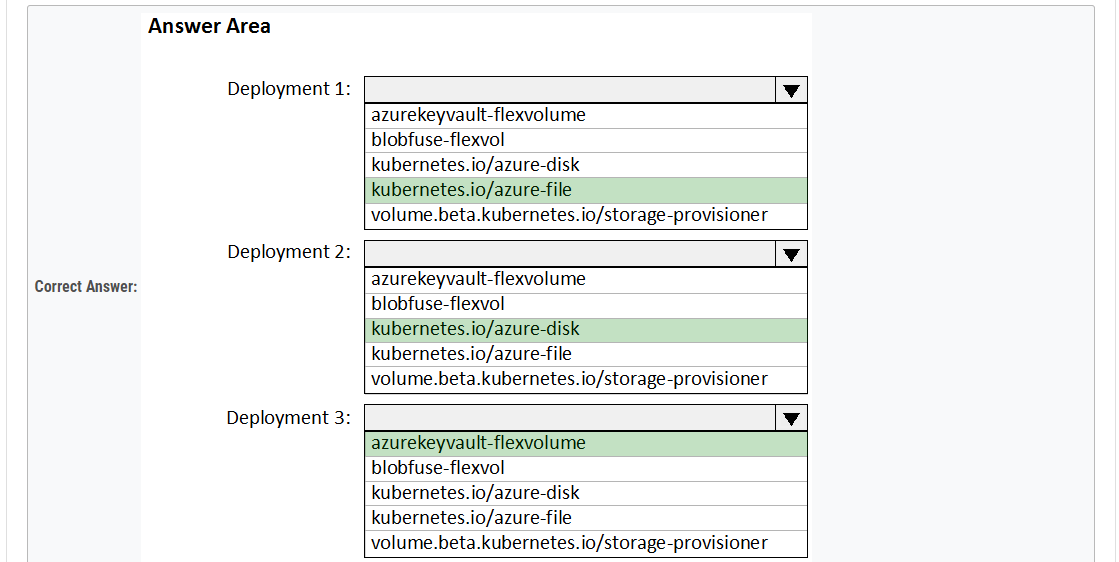 Answer Area
Deployment 1:
azurekeyvault-flexvolume
blobfuse-flexvol
kubernetes.io/azure-disk
kubernetes.io/azure-file
volume.beta.kubernetes.io/storage-provisioner
Deployment 2:
azurekeyvault-flexvolume
Correct Answer:
blobfuse-flexvol
kubernetes.io/azure-disk
kubernetes.io/azure-file
volume.beta.kubernetes.io/storage-provisioner
Deployment 3:
azurekeyvault-flexvolume
blobfuse-flexvol
kubernetes.io/azure-disk
kubernetes.io/azure-file
volume.beta.kubernetes.io/storage-provisioner